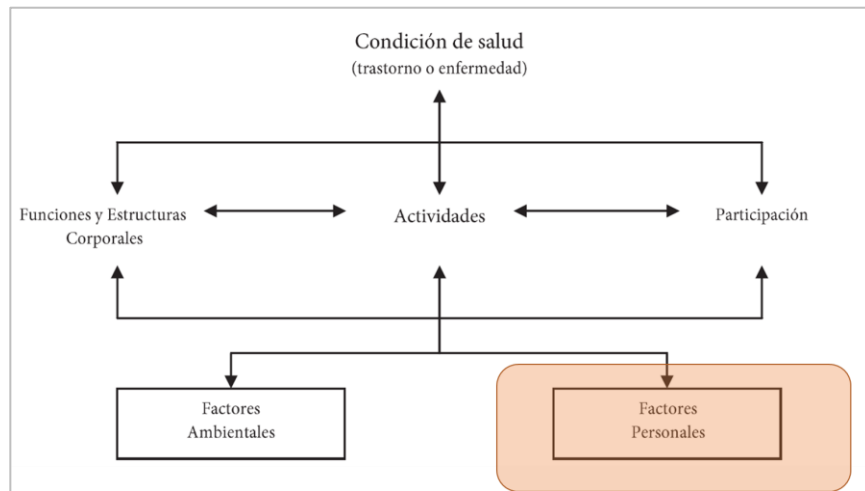 Condición de salud
(trastorno o enfermedad)
Funciones y Estructuras
Corporales
Actividades
Participación
Factores
Ambientales
Factores
Personales